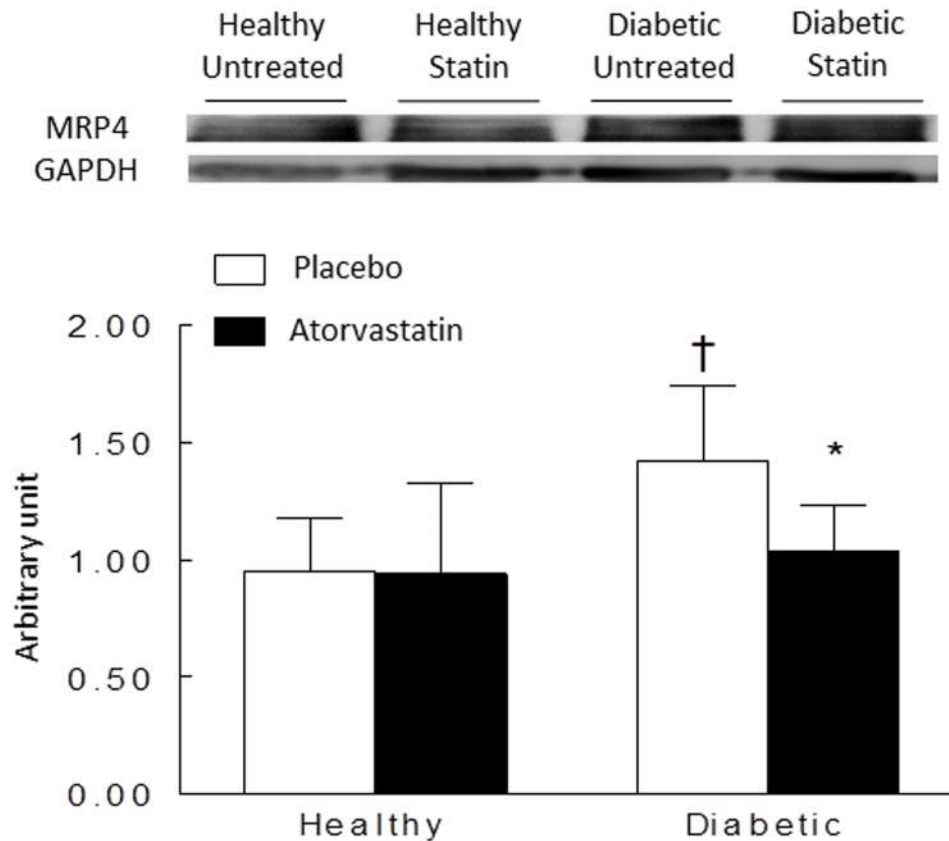 Healthy Untreated
Healthy Statin
Diabetic Untreated
Diabetic Statin
MRP4
GAPDH
Placebo
Atorvastatin
2.00
1.50
1.00
0.50
0.00
Arbitrary unit
†
*
Healthy
Diabetic